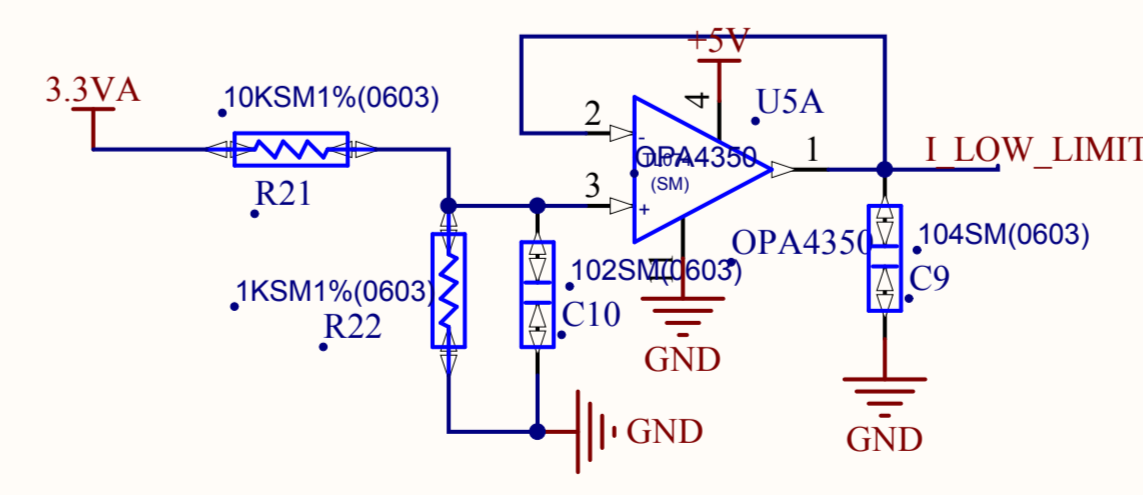 +5V
3.3VA
10KSM1%(0603)
4
U5A
2
-
OPA4350
1
I_LOW_LIMIT
(SM)
R21
3
+
OPA4350
104SM(0603)
11
102SM(0603)
C9
1KSM1%(0603)
C10
R22
GND
GND
GND